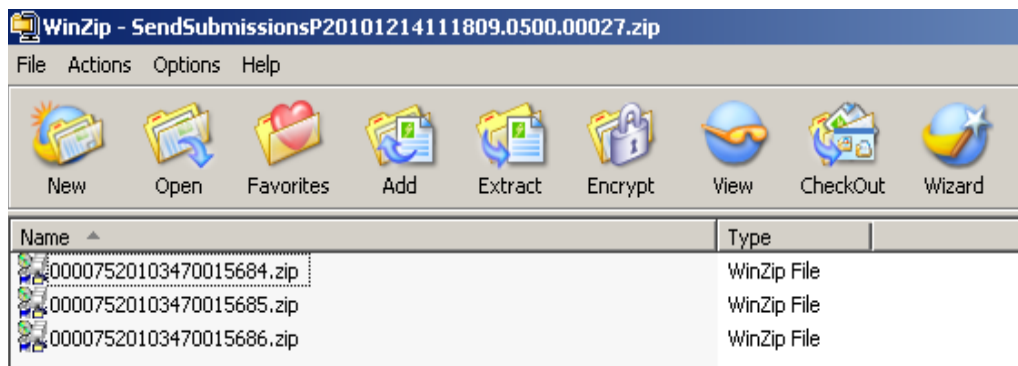 WinZip - SendSubmissionsP20101214111809.0500.00027.zip
File Actions Options Help
New Open Favorites Add Extract Encrypt View CheckOut Wizard
Name Type
00007520103470015684.zip WinZip File
00007520103470015685.zip WinZip File
00007520103470015686.zip WinZip File